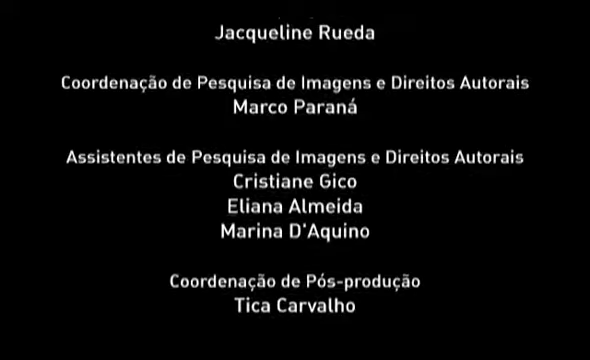 Jacqueline Rueda
Coordenação de Pesquisa de Imagens e Direitos Autorais
Marco Paraná
Assistentes de Pesquisa de Imagens e Direitos Autorais
Cristiane Gico
Eliana Almeida
Marina D'Aquino
Coordenação de Pós-produção
Tica Carvalho